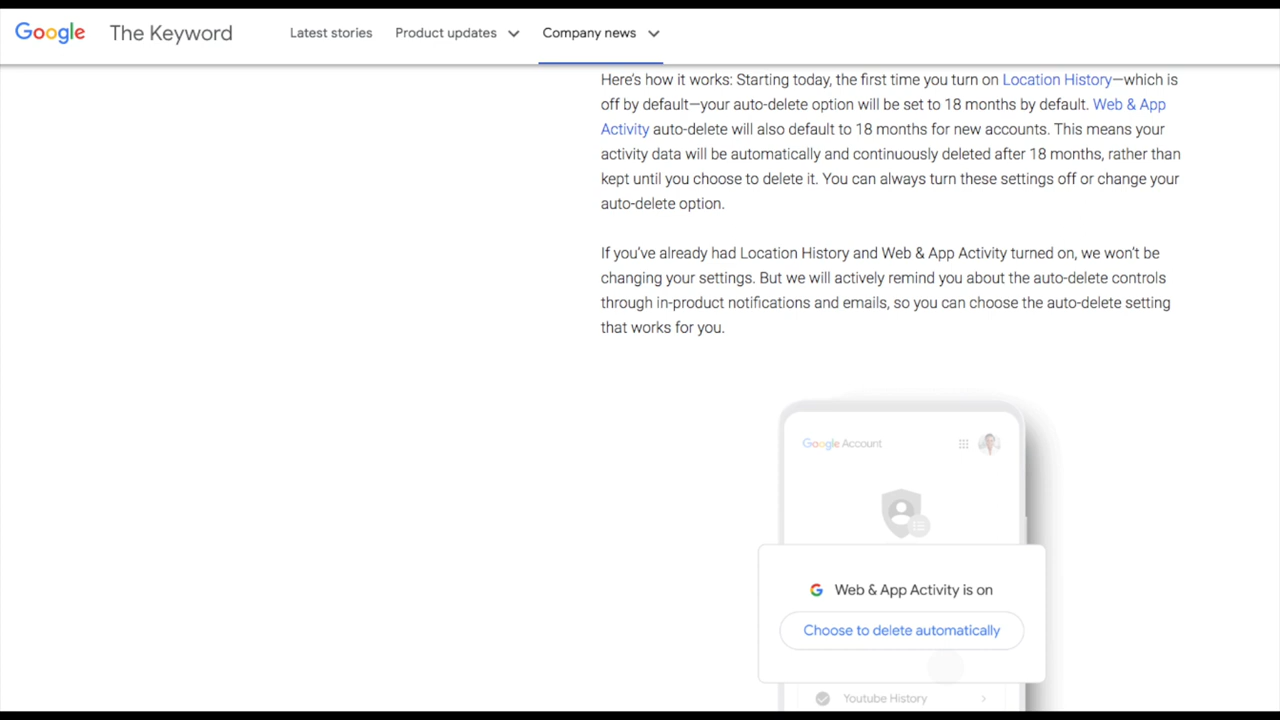 Google The Keyword Latest stories Product updates Company news
Here's how it works: Starting today, the first time you turn on Location History—which is
off by default—your auto-delete option will be set to 18 months by default. Web & App
Activity auto-delete will also default to 18 months for new accounts. This means your
activity data will be automatically and continuously deleted after 18 months, rather than
kept until you choose to delete it. You can always turn these settings off or change your
auto-delete option.
If you've already had Location History and Web & App Activity turned on, we won't be
changing your settings. But we will actively remind you about the auto-delete controls
through in-product notifications and emails, so you can choose the auto-delete setting
that works for you.
Google Account
G Web & App Activity is on
Choose to delete automatically
Youtube History